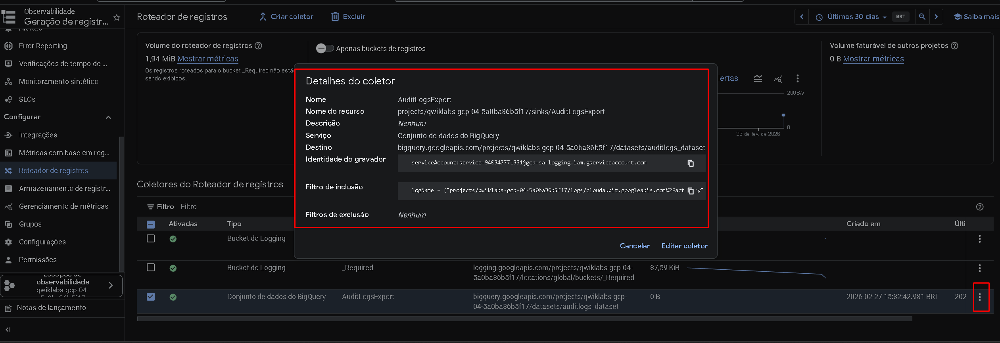 Observabilidade
Geração de registr...
Roteador de registros
Criar coletor
Excluir
Últimos 30 dias
BRT
Saiba mais
Alertas
Error Reporting
Verificações de tempo de ...
Monitoramento sintético
SLOs
Configurar
Integrações
Métricas com base em reg...
Roteador de registros
Armazenamento de registr...
Gerenciamento de métricas
Grupos
Configurações
Permissões
Escopos de
observabilidade
qwiklabs-gcp-04-
5a0ba36b5f17
Notas de lançamento
Volume do roteador de registros
1,94 MiB Mostrar métricas
Os registros roteados para o bucket _Required não estão
sendo exibidos.
Apenas buckets de registros
Volume faturável de outros projetos
0 B Mostrar métricas
lertas
200B/s
0
26 de fev. de 2026
Detalhes do coletor
Nome AuditLogsExport
Nome do recurso projects/qwiklabs-gcp-04-5a0ba36b5f17/sinks/AuditLogsExport
Descrição Nenhum
Serviço Conjunto de dados do BigQuery
Destino bigquery.googleapis.com/projects/qwiklabs-gcp-04-5a0ba36b5f17/datasets/auditlogs_dataset
Identidade do gravador serviceAccount:service-940347771331@gcp-sa-logging.iam.gserviceaccount.com
Filtro de inclusão logName = ("projects/qwiklabs-gcp-04-5a0ba36b5f17/logs/cloudaudit.googleapis.com%2Fact y"
Filtros de exclusão Nenhum
Cancelar Editar coletor
Coletores do Roteador de registros
Filtro Filtro
Ativadas Tipo Criado em Últi
Bucket do Logging
Bucket do Logging _Required logging.googleapis.com/projects/qwiklabs-gcp-04- 87,59 KiB
5a0ba36b5f17/locations/global/buckets/_Required
Conjunto de dados do BigQuery AuditLogsExport bigquery.googleapis.com/projects/qwiklabs-gcp- 0 B 2026-02-27 15:32:42.981 BRT 202
04-5a0ba36b5f17/datasets/auditlogs_dataset